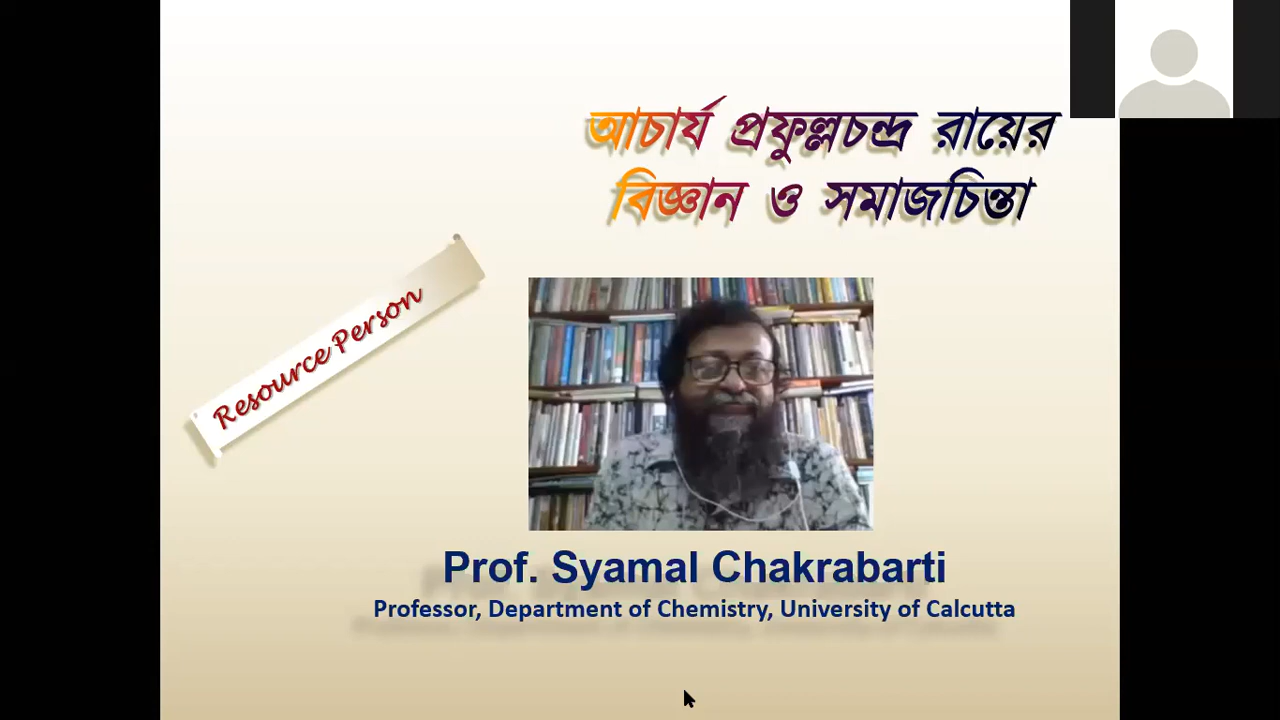 আচার্য প্রফুল্লচন্দ্র রায়ের
বিজ্ঞান ও সমাজচিন্তা
Resource Person
Prof. Syamal Chakrabarti
Professor, Department of Chemistry, University of Calcutta